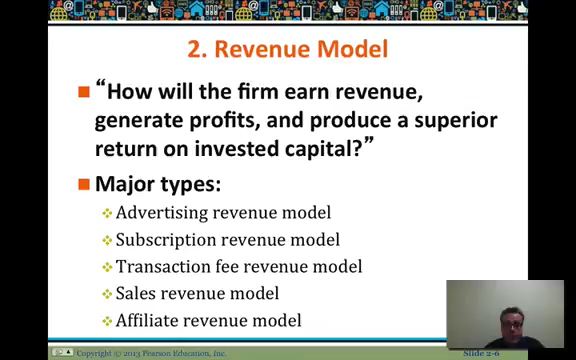 2. Revenue Model
“How will the firm earn revenue,
generate profits, and produce a superior
return on invested capital?”
Major types:
Advertising revenue model
Subscription revenue model
Transaction fee revenue model
Sales revenue model
Affiliate revenue model
Copyright © 2013 Pearson Education, Inc.
Slide 2-6